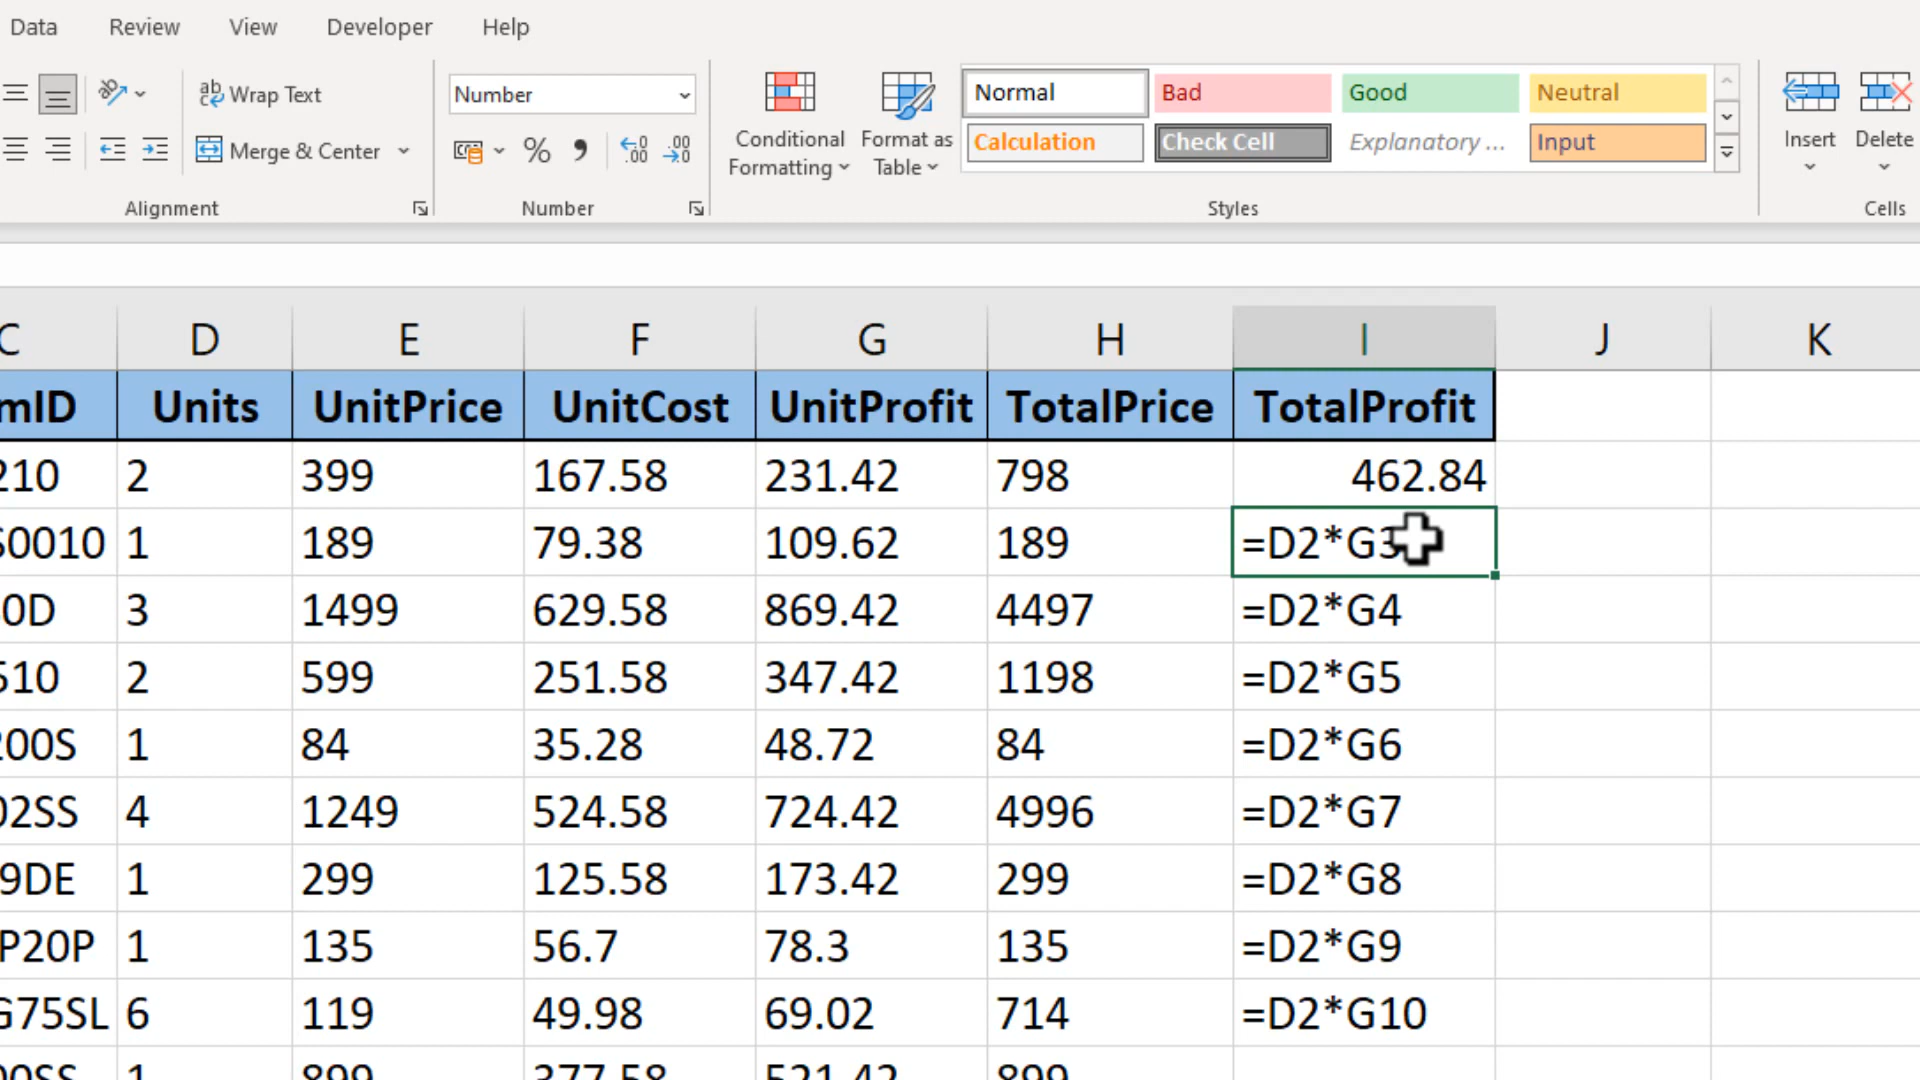 Data Review View Developer Help
ab Wrap Text
Number
Normal Bad Good Neutral
Merge & Center
% , .00 .00
Conditional Formatting
Format as Table
Calculation Check Cell Explanatory ... Input
Insert Delete
Alignment Number Styles Cells
C D E F G H I J K
mID Units UnitPrice UnitCost UnitProfit TotalPrice TotalProfit
210 2 399 167.58 231.42 798 462.84
S0010 1 189 79.38 109.62 189 =D2*G3
0D 3 1499 629.58 869.42 4497 =D2*G4
510 2 599 251.58 347.42 1198 =D2*G5
200S 1 84 35.28 48.72 84 =D2*G6
02SS 4 1249 524.58 724.42 4996 =D2*G7
9DE 1 299 125.58 173.42 299 =D2*G8
P20P 1 135 56.7 78.3 135 =D2*G9
G75SL 6 119 49.98 69.02 714 =D2*G10
1 899 377.58 521.42 899